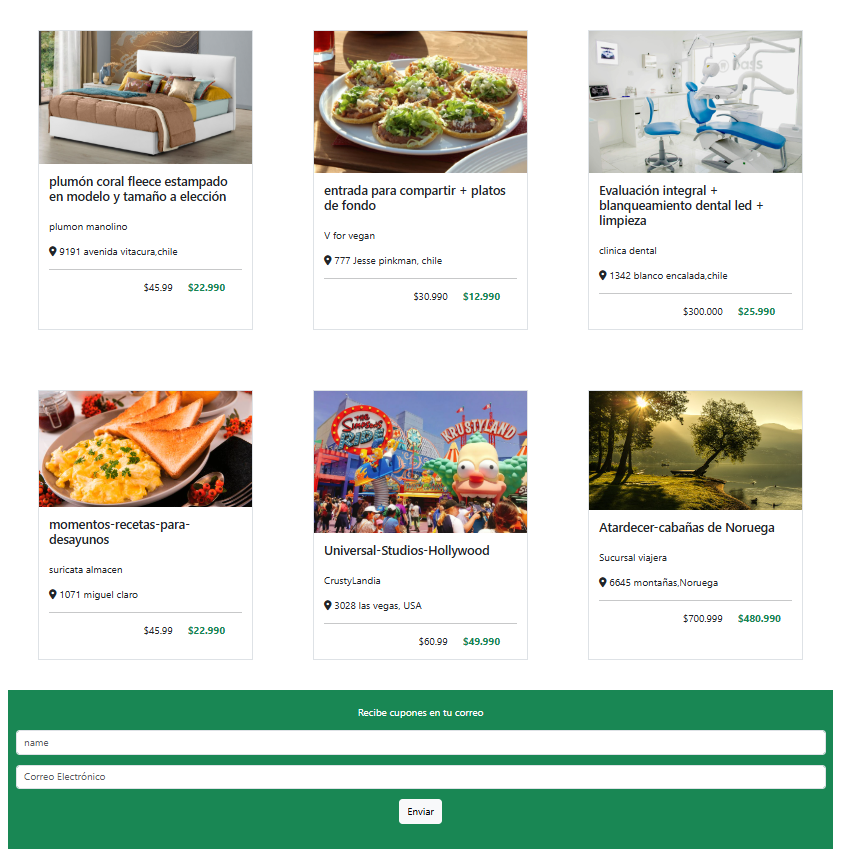 plumón coral fleece estampado
en modelo y tamaño a elección
plumon manolino
9191 avenida vitacura,chile
$45.99 $22.990
entrada para compartir + platos
de fondo
V for vegan
777 Jesse pinkman, chile
$30.990 $12.990
Evaluación integral +
blanqueamiento dental led +
limpieza
clinica dental
1342 blanco encalada,chile
$300.000 $25.990
momentos-recetas-para-
desayunos
suricata almacen
1071 miguel claro
$45.99 $22.990
THE
SIMPSONS
RIDE
KRUSTYLAND
Universal-Studios-Hollywood
CrustyLandia
3028 las vegas, USA
$60.99 $49.990
Atardecer-cabañas de Noruega
Sucursal viajera
6645 montañas,Noruega
$700.999 $480.990
Recibe cupones en tu correo
name
Correo Electrónico
Enviar